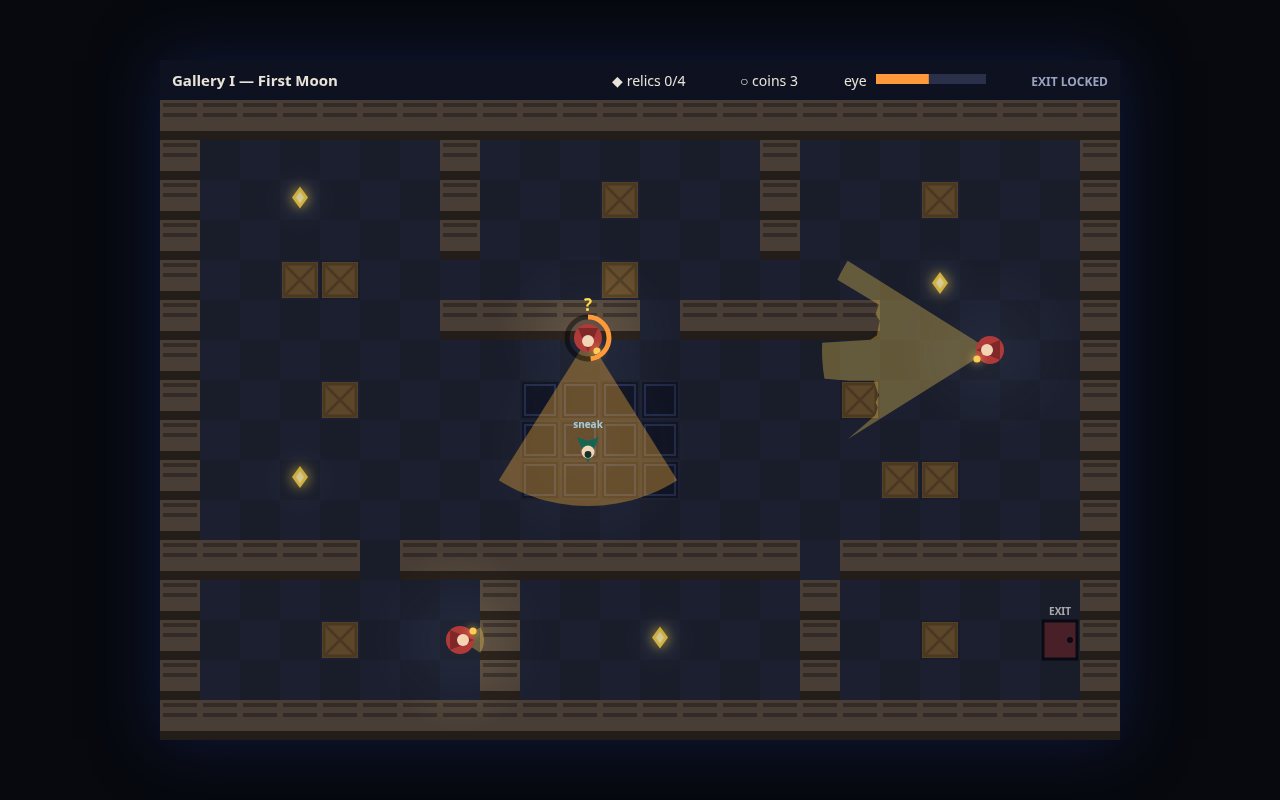 Gallery I — First Moon
◆ relics 0/4
○ coins 3
eye
EXIT LOCKED
?
sneak
EXIT